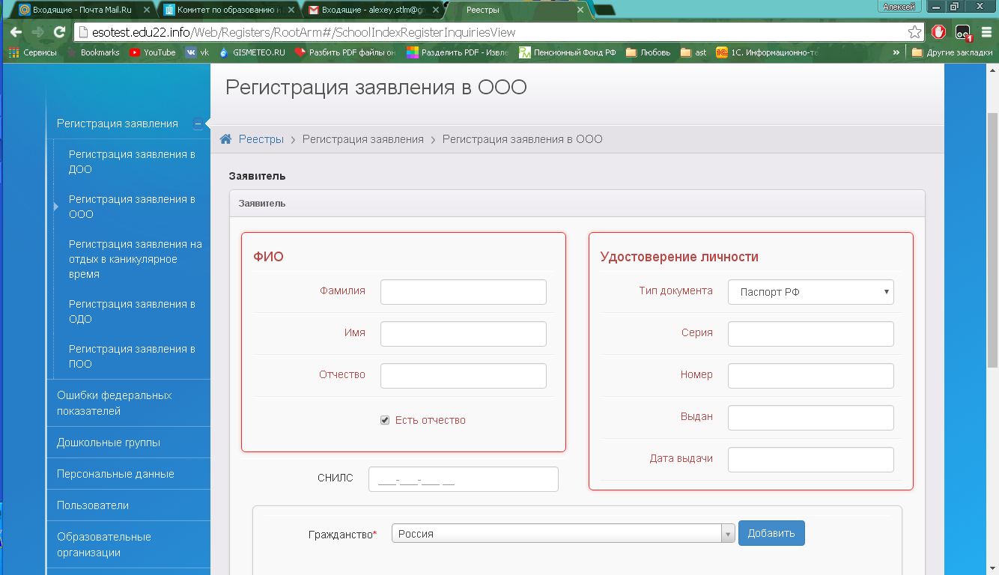 Входящие - Почта Mail.Ru
Комитет по образованию и
Входящие - alexey.stlm@g
Реестры
Алексей
esotest.edu22.info/Web/Registers/RootArm#/SchoolIndexRegisterInquiriesView
1
Сервисы
Bookmarks
YouTube
vk
GISMETEO.RU
Разбить PDF файлы он
Разделить PDF - Извле
Пенсионный Фонд РФ
Любовь
ast
1С. Информационно-те
»
Другие закладки
Регистрация заявления
Регистрация заявления в
ДОО
Регистрация заявления в
ООО
Регистрация заявления на
отдых в каникулярное
время
Регистрация заявления в
ОДО
Регистрация заявления в
ПОО
Ошибки федеральных
показателей
Дошкольные группы
Персональные данные
Пользователи
Образовательные
организации
Регистрация заявления в ООО
Реестры > Регистрация заявления > Регистрация заявления в ООО
Заявитель
Заявитель
ФИО
Фамилия
Имя
Отчество
Есть отчество
СНИЛС ___-___-___ __
Удостоверение личности
Тип документа Паспорт РФ
Серия
Номер
Выдан
Дата выдачи
Гражданство* Россия Добавить